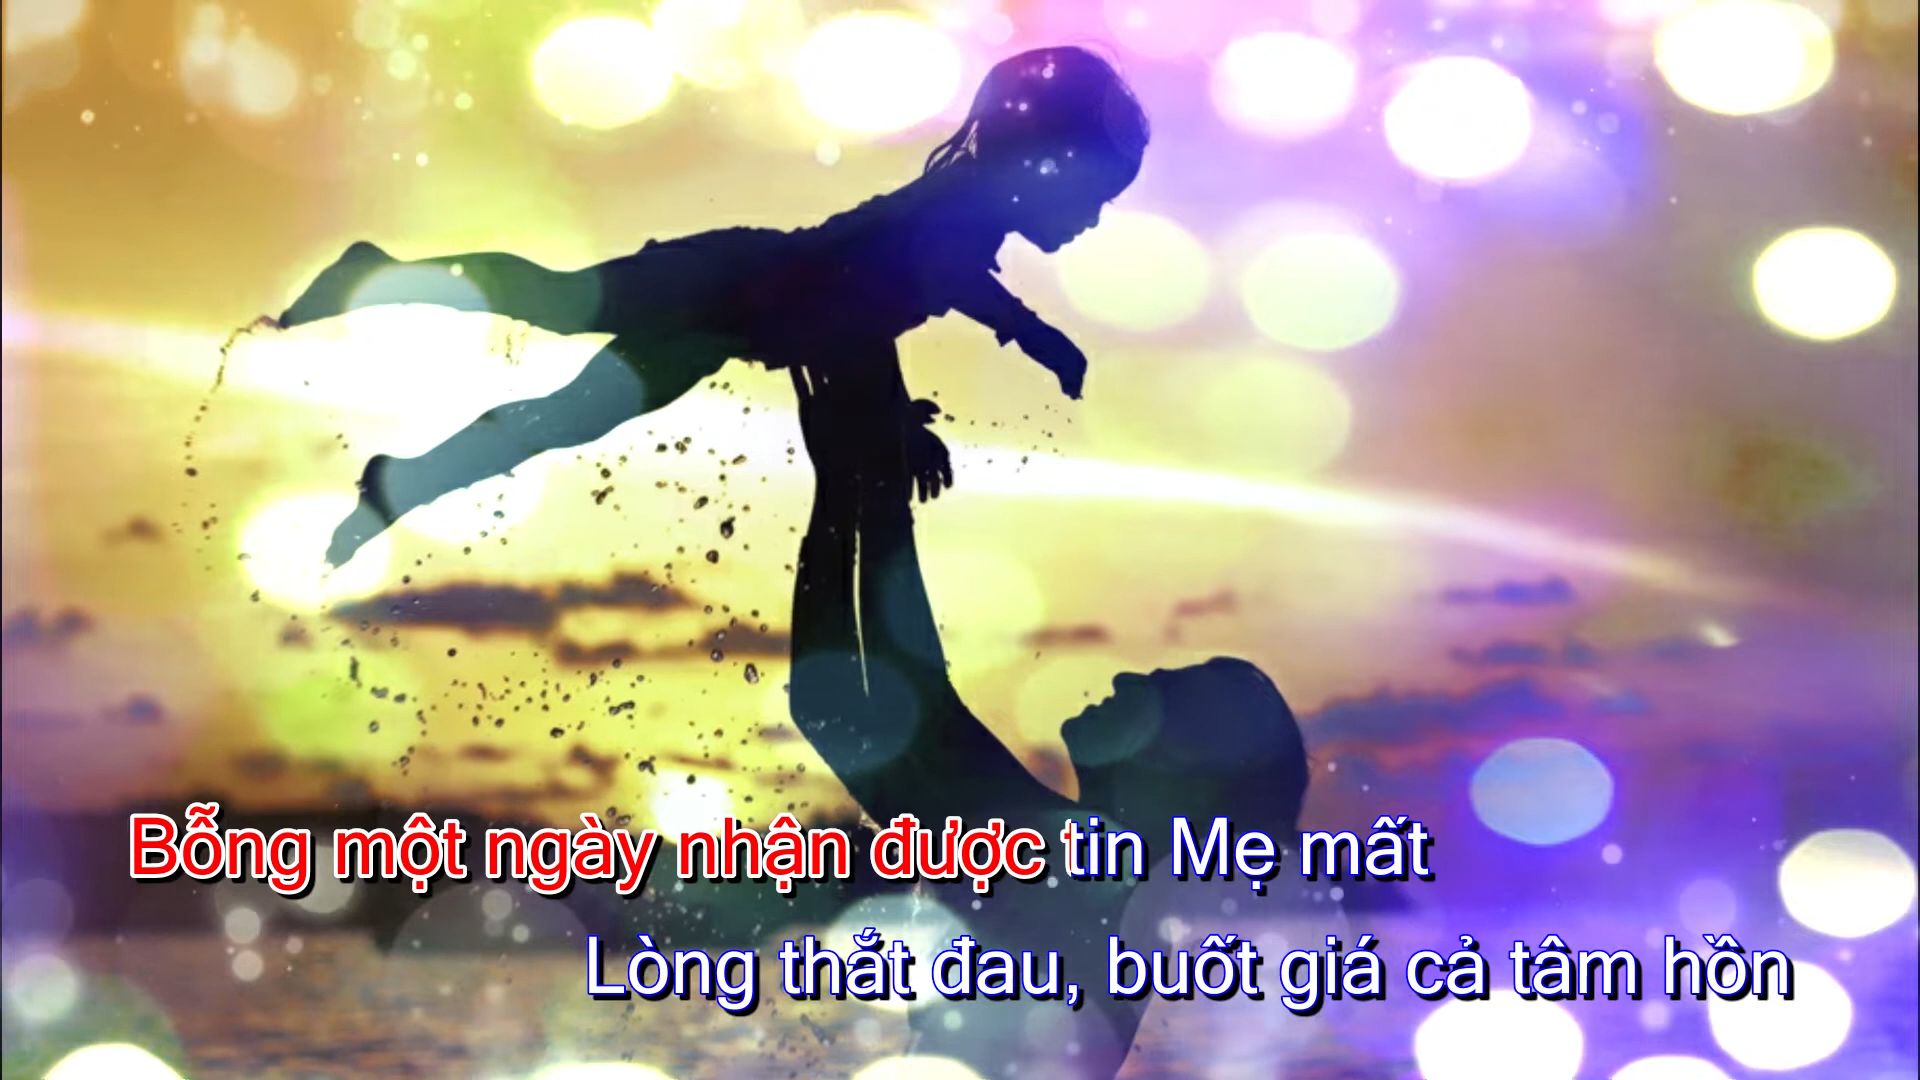 Bỗng một ngày nhận được tin Mẹ mất
Lòng thắt đau, buốt giá cả tâm hồn